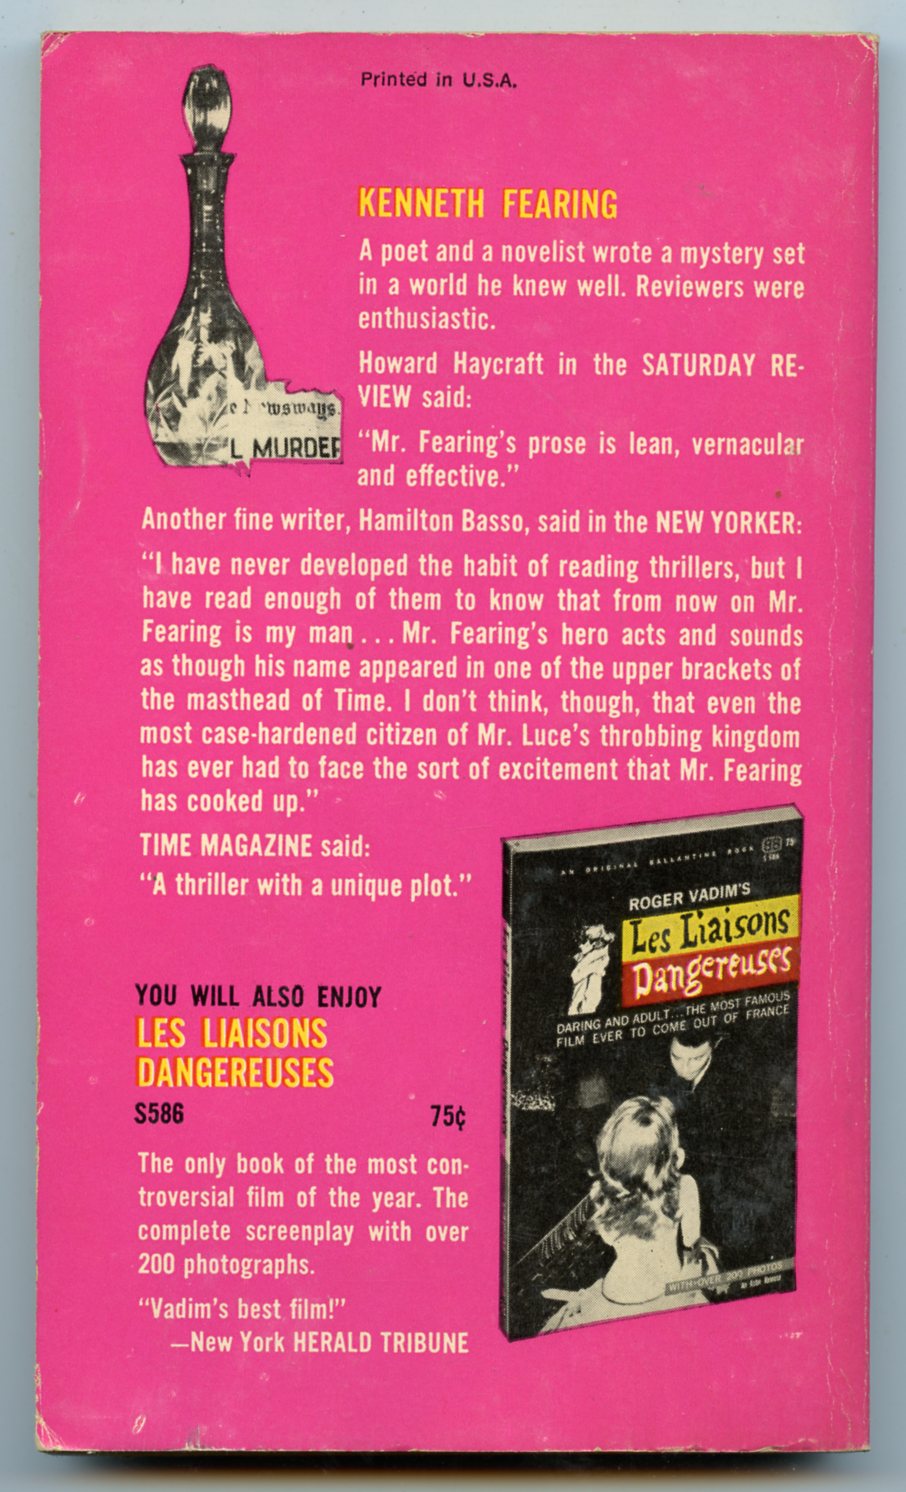 Printed in U.S.A.
KENNETH FEARING
A poet and a novelist wrote a mystery set
in a world he knew well. Reviewers were
enthusiastic.
Howard Haycraft in the SATURDAY RE-
VIEW said:
"Mr. Fearing's prose is lean, vernacular
and effective."
Newsways.
L MURDER
Another fine writer, Hamilton Basso, said in the NEW YORKER:
"I have never developed the habit of reading thrillers, but I
have read enough of them to know that from now on Mr.
Fearing is my man ... Mr. Fearing's hero acts and sounds
as though his name appeared in one of the upper brackets of
the masthead of Time. I don't think, though, that even the
most case-hardened citizen of Mr. Luce's throbbing kingdom
has ever had to face the sort of excitement that Mr. Fearing
has cooked up."
TIME MAGAZINE said:
"A thriller with a unique plot."
YOU WILL ALSO ENJOY
LES LIAISONS
DANGEREUSES
S586 75¢
The only book of the most con-
troversial film of the year. The
complete screenplay with over
200 photographs.
"Vadim's best film!"
—New York HERALD TRIBUNE
AN ORIGINAL BALLANTINE BOOK
BB
S 586
75
ROGER VADIM'S
Les Liaisons
Dangereuses
DARING AND ADULT...THE MOST FAMOUS
FILM EVER TO COME OUT OF FRANCE
WITH OVER 200 PHOTOS